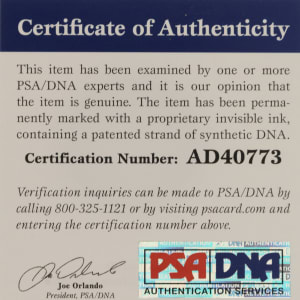 Certificate of Authenticity
This item has been examined by one or more
PSA/DNA experts and it is our opinion that
the item is genuine. The item has been perma-
nently marked with a proprietary invisible ink,
containing a patented strand of synthetic DNA.
Certification Number: AD40773
Verification inquiries can be made to PSA/DNA by
calling 800-325-1121 or by visiting psacard.com and
entering the certification number above.
Joe Orlando
President, PSA/DNA
PSA DNA
AUTHENTICATION SERVICES